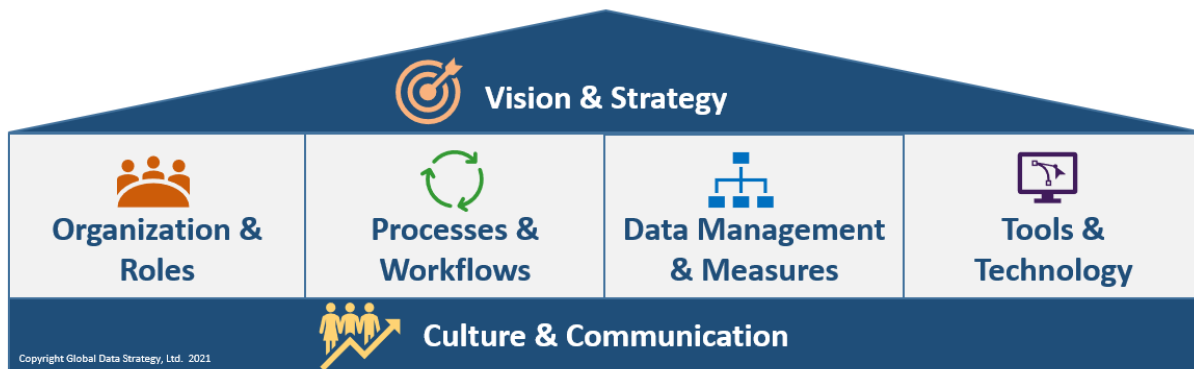 Vision & Strategy
Organization &
Roles
Processes &
Workflows
Data Management
& Measures
Tools &
Technology
Culture & Communication
Copyright Global Data Strategy, Ltd. 2021